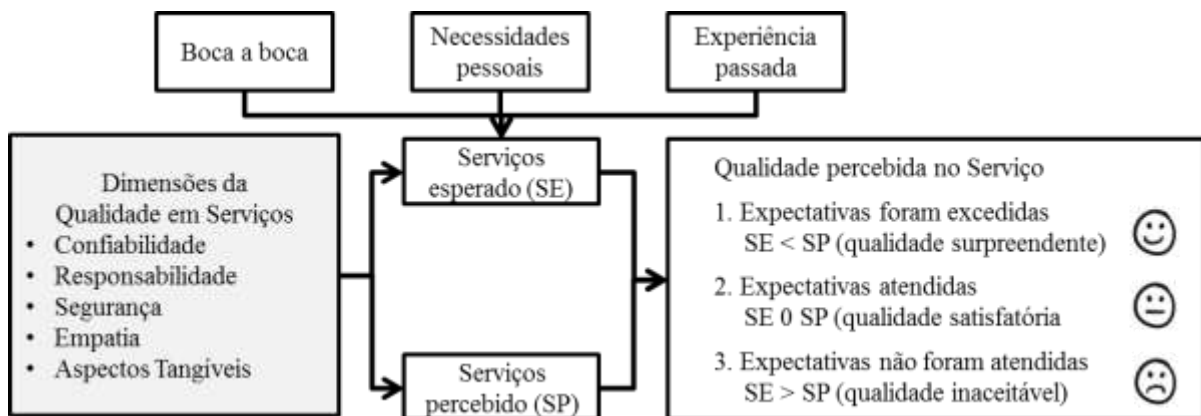 Boca a boca
Necessidades
pessoais
Experiência
passada
Dimensões da
Qualidade em Serviços
• Confiabilidade
• Responsabilidade
• Segurança
• Empatia
• Aspectos Tangíveis
Serviços
esperado (SE)
Serviços
percebido (SP)
Qualidade percebida no Serviço
1. Expectativas foram excedidas
SE < SP (qualidade surpreendente)
2. Expectativas atendidas
SE 0 SP (qualidade satisfatória
3. Expectativas não foram atendidas
SE > SP (qualidade inaceitável)